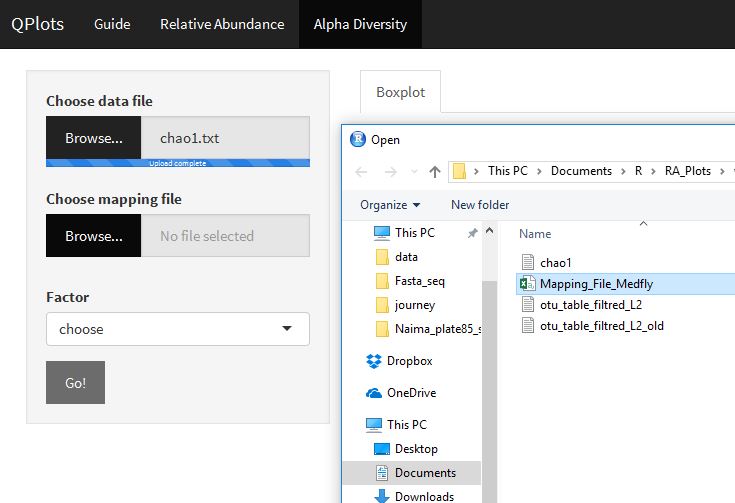 QPlots Guide Relative Abundance Alpha Diversity
Choose data file
Browse... chao1.txt
Upload complete
Choose mapping file
Browse... No file selected
Factor
choose
Go!
Boxplot
Open
This PC > Documents > R > RA_Plots >
Organize New folder
This PC
data
Fasta_seq
journey
Naima_plate85_s
Dropbox
OneDrive
This PC
Desktop
Documents
Downloads
Name
chao1
Mapping_File_Medfly
otu_table_filtred_L2
otu_table_filtred_L2_old